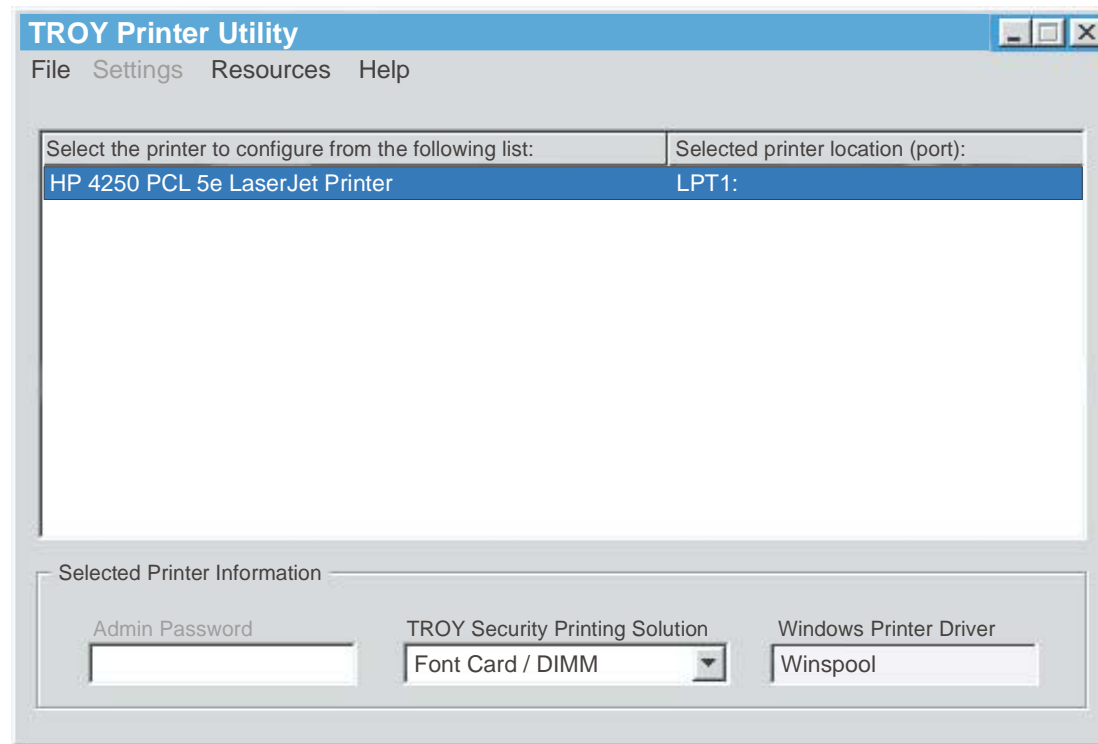 TROY Printer Utility
File Settings Resources Help
Select the printer to configure from the following list: Selected printer location (port):
HP 4250 PCL 5e LaserJet Printer LPT1:
Selected Printer Information
Admin Password TROY Security Printing Solution Windows Printer Driver
Font Card / DIMM Winspool